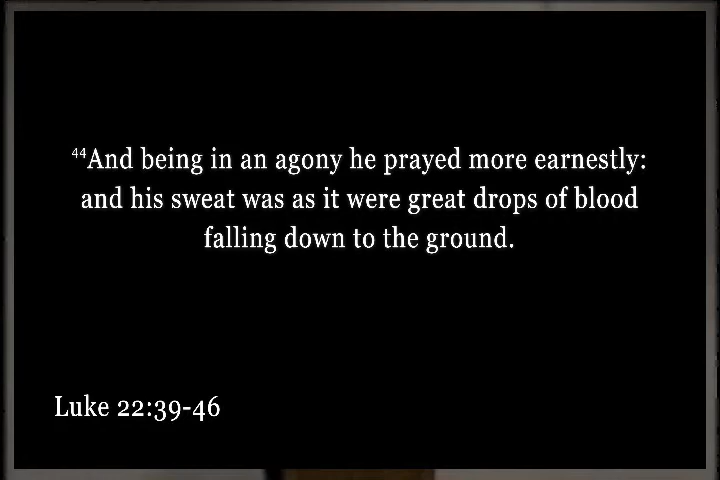 ⁴⁴And being in an agony he prayed more earnestly:
and his sweat was as it were great drops of blood
falling down to the ground.
Luke 22:39-46